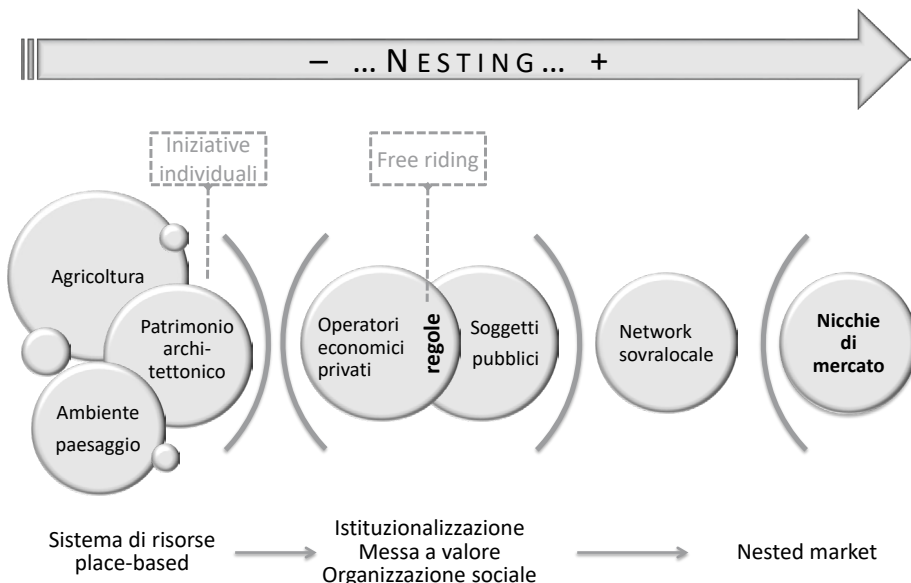 – ... NESTING... +
Iniziative
individuali
Free riding
Agricoltura
Patrimonio
archi-
tettonico
Ambiente
paesaggio
Operatori
economici
privati
regole
Soggetti
pubblici
Network
sovralocale
Nicchie
di
mercato
Sistema di risorse
place-based
Istituzionalizzazione
Messa a valore
Organizzazione sociale
Nested market